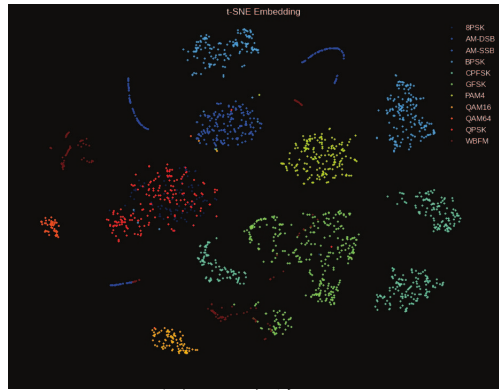 t-SNE Embedding
8PSK
AM-DSB
AM-SSB
BPSK
CPFSK
GFSK
PAM4
QAM16
QAM64
QPSK
WBFM